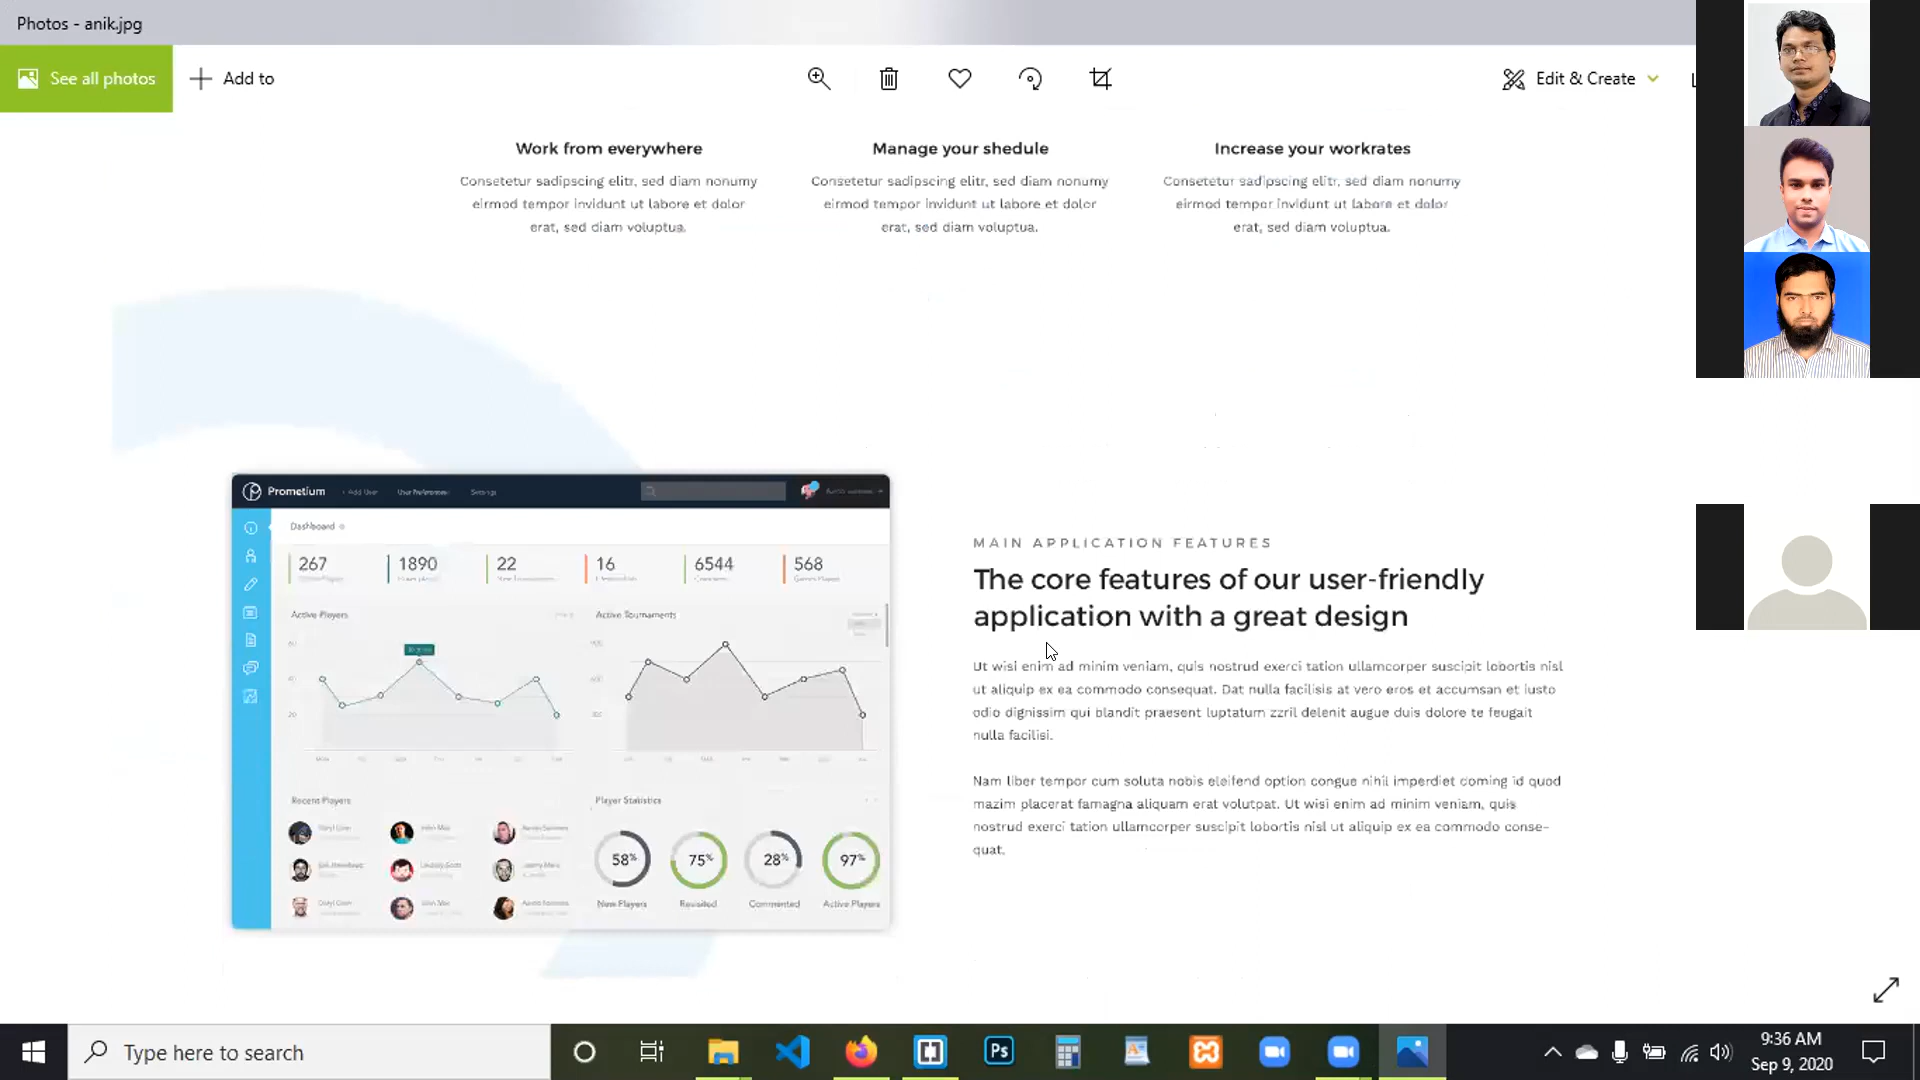 Photos - anik.jpg
See all photos
Add to
Edit & Create
Work from everywhere
Consetetur sadipscing elitr, sed diam nonumy
eirmod tempor invidunt ut labore et dolor
erat, sed diam voluptua.
Manage your shedule
Consetetur sadipscing elitr, sed diam nonumy
eirmod tempor invidunt ut labore et dolor
erat, sed diam voluptua.
Increase your workrates
Consetetur sadipscing elitr, sed diam nonumy
eirmod tempor invidunt ut labore et dolor
erat, sed diam voluptua.
Prometium
+ Add User
User Preferences
Settings
Dashboard
267
1890
22
16
6544
568
Active Players
Active Tournaments
60
40
20
Recent Players
Player Statistics
58%
75%
28%
97%
New Players
Revisited
Commented
Active Players
MAIN APPLICATION FEATURES
The core features of our user-friendly
application with a great design
Ut wisi enim ad minim veniam, quis nostrud exerci tation ullamcorper suscipit lobortis nisl
ut aliquip ex ea commodo consequat. Dat nulla facilisis at vero eros et accumsan et iusto
odio dignissim qui blandit praesent luptatum zzril delenit augue duis dolore te feugait
nulla facilisi.
Nam liber tempor cum soluta nobis eleifend option congue nihil imperdiet doming id quod
mazim placerat famagna aliquam erat volutpat. Ut wisi enim ad minim veniam, quis
nostrud exerci tation ullamcorper suscipit lobortis nisl ut aliquip ex ea commodo conse-
quat.
Type here to search
Ps
9:36 AM
Sep 9, 2020